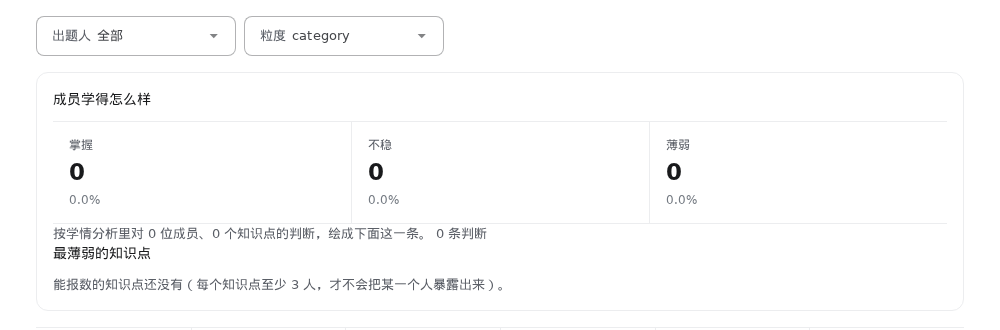 出题人 全部
粒度 category
成员学得怎么样
掌握
0
0.0%
不稳
0
0.0%
薄弱
0
0.0%
按学情分析里对 0 位成员、0 个知识点的判断，绘成下面这一条。 0 条判断
最薄弱的知识点
能报数的知识点还没有（每个知识点至少 3 人，才不会把某一个人暴露出来）。